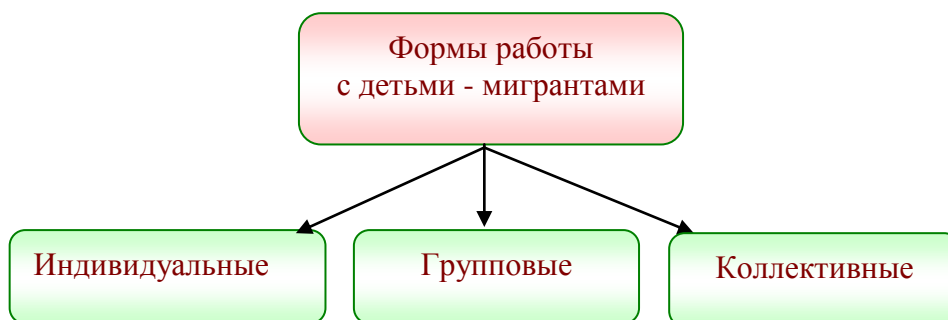 Формы работы
с детьми - мигрантами
Индивидуальные
Групповые
Коллективные